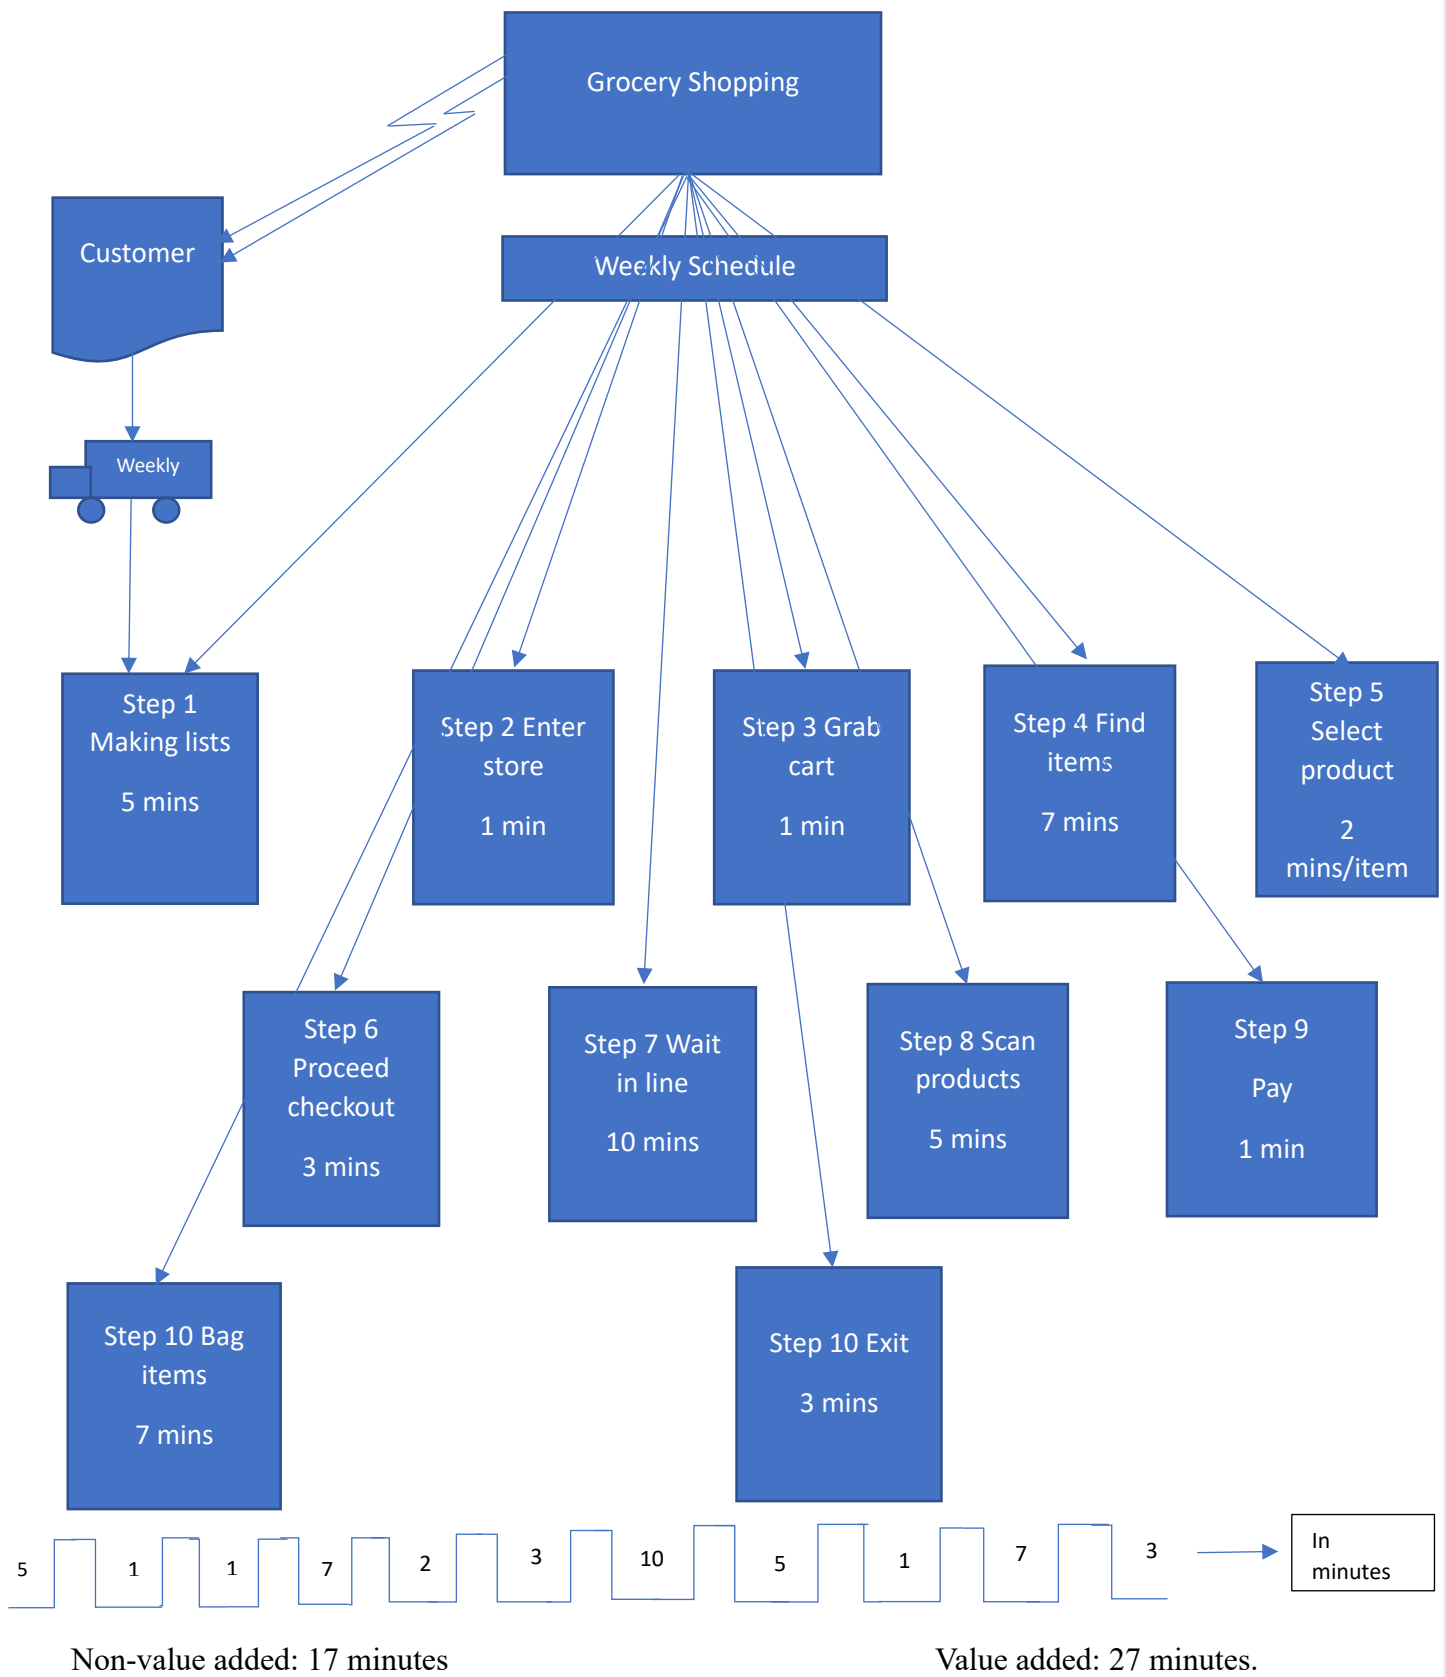 Grocery Shopping
Customer
Weekly Schedule
Weekly
Step 1
Making lists
5 mins
Step 2 Enter
store
1 min
Step 3 Grab
cart
1 min
Step 4 Find
items
7 mins
Step 5
Select
product
2
mins/item
Step 6
Proceed
checkout
3 mins
Step 7 Wait
in line
10 mins
Step 8 Scan
products
5 mins
Step 9
Pay
1 min
Step 10 Bag
items
7 mins
Step 10 Exit
3 mins
5 1 1 7 2 3 10 5 1 7 3
In
minutes
Non-value added: 17 minutes
Value added: 27 minutes.